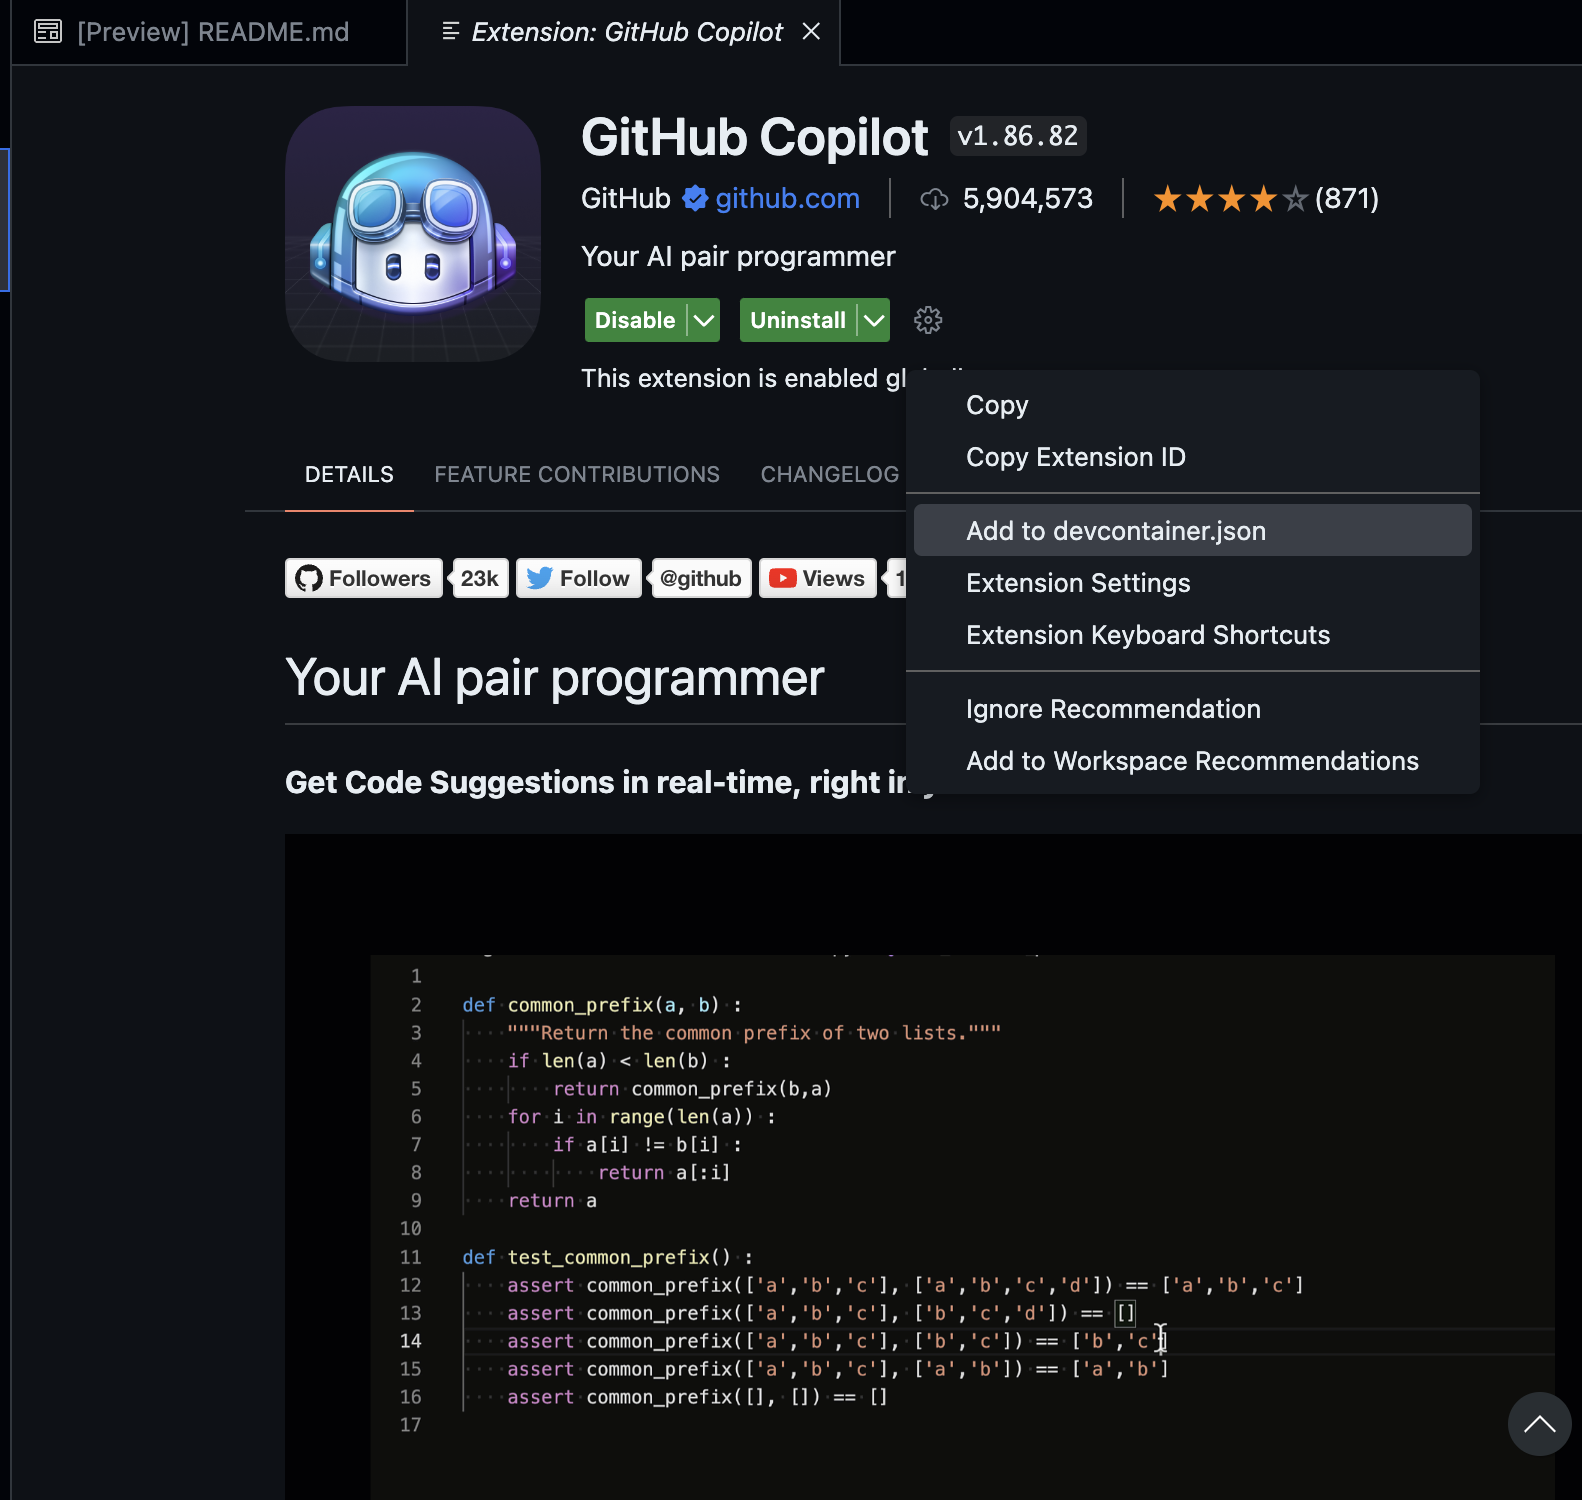 [Preview] README.md
Extension: GitHub Copilot
GitHub Copilot v1.86.82
GitHub github.com 5,904,573 (871)
Your AI pair programmer
Disable Uninstall
This extension is enabled
Copy
Copy Extension ID
Add to devcontainer.json
Extension Settings
Extension Keyboard Shortcuts
Ignore Recommendation
Add to Workspace Recommendations
DETAILS FEATURE CONTRIBUTIONS CHANGELOG
Followers 23k Follow @github Views 1
Your AI pair programmer
Get Code Suggestions in real-time, right in
1
2 def common_prefix(a, b) :
3 """Return the common prefix of two lists."""
4 if len(a) < len(b) :
5 return common_prefix(b,a)
6 for i in range(len(a)) :
7 if a[i] != b[i] :
8 return a[:i]
9 return a
10
11 def test_common_prefix() :
12 assert common_prefix(['a','b','c'], ['a','b','c','d']) == ['a','b','c']
13 assert common_prefix(['a','b','c'], ['b','c','d']) == []
14 assert common_prefix(['a','b','c'], ['b','c']) == ['b','c']
15 assert common_prefix(['a','b','c'], ['a','b']) == ['a','b']
16 assert common_prefix([], []) == []
17